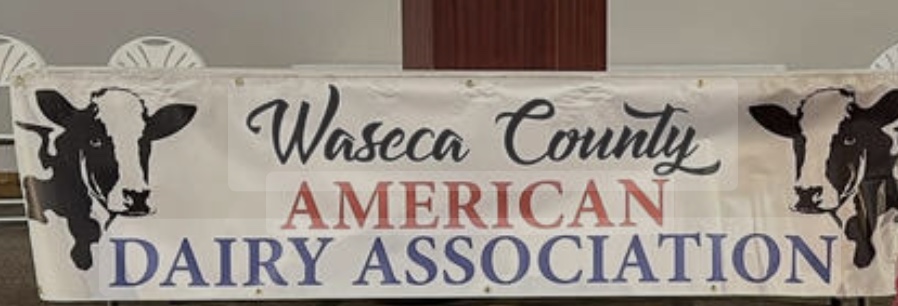 Waseca County
AMERICAN
DAIRY ASSOCIATION